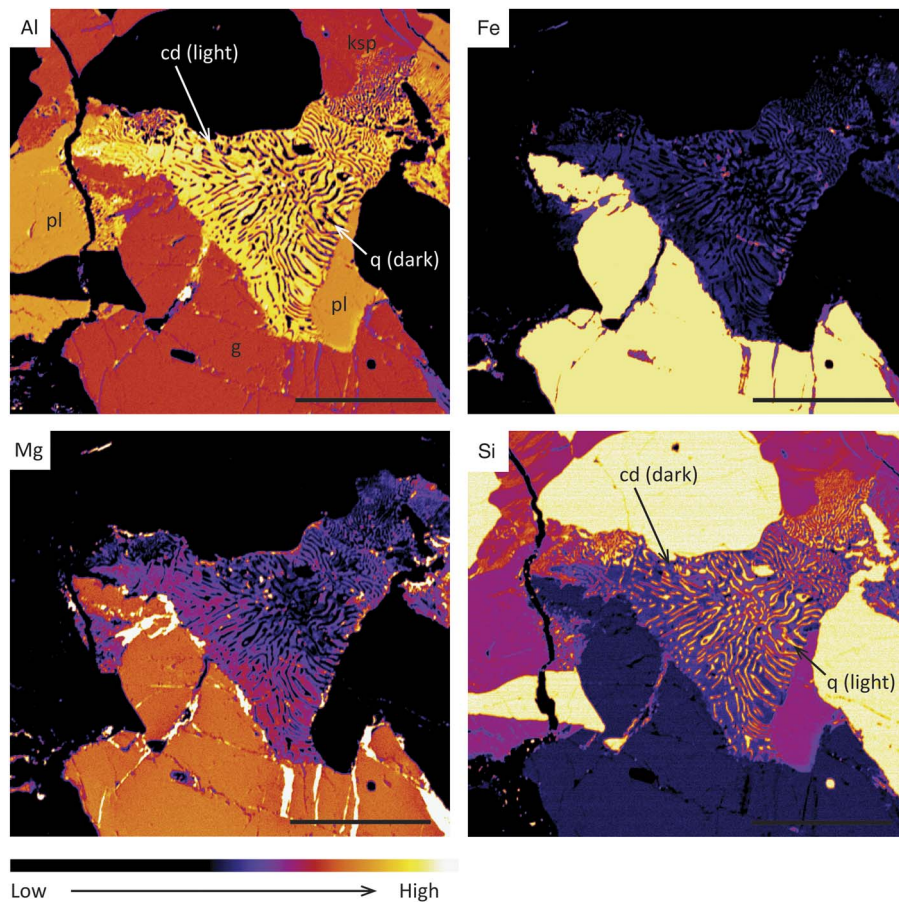 Al
ksp
cd (light)
pl
q (dark)
pl
g
Fe
Mg
Si
cd (dark)
q (light)
Low
High